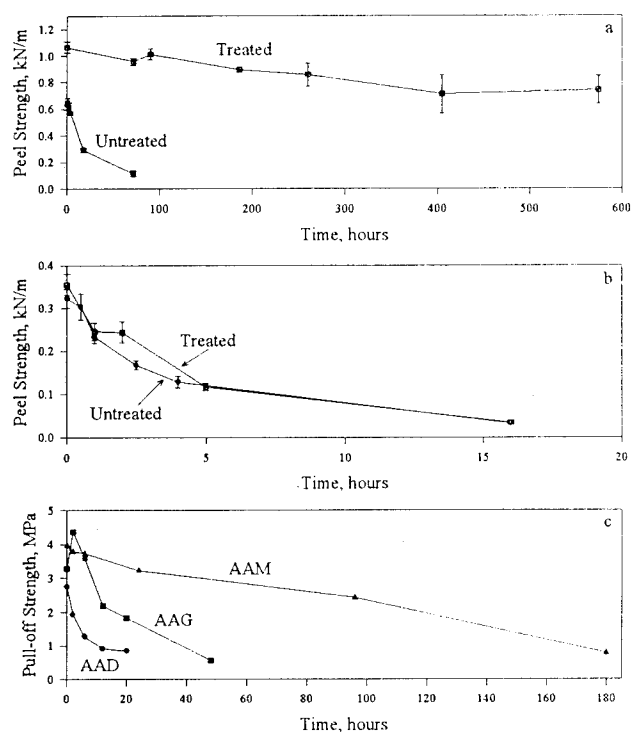 a
Peel Strength, kN/m
1.2
1.0
0.8
0.6
0.4
0.2
0.0
Treated
Untreated
0 100 200 300 400 500 600
Time, hours
b
Peel Strength, kN/m
0.4
0.3
0.2
0.1
0.0
Treated
Untreated
0 5 10 15 20
Time, hours
c
Pull-off Strength, MPa
5
4
3
2
1
0
AAM
AAG
AAD
0 20 40 60 80 100 120 140 160 180
Time, hours